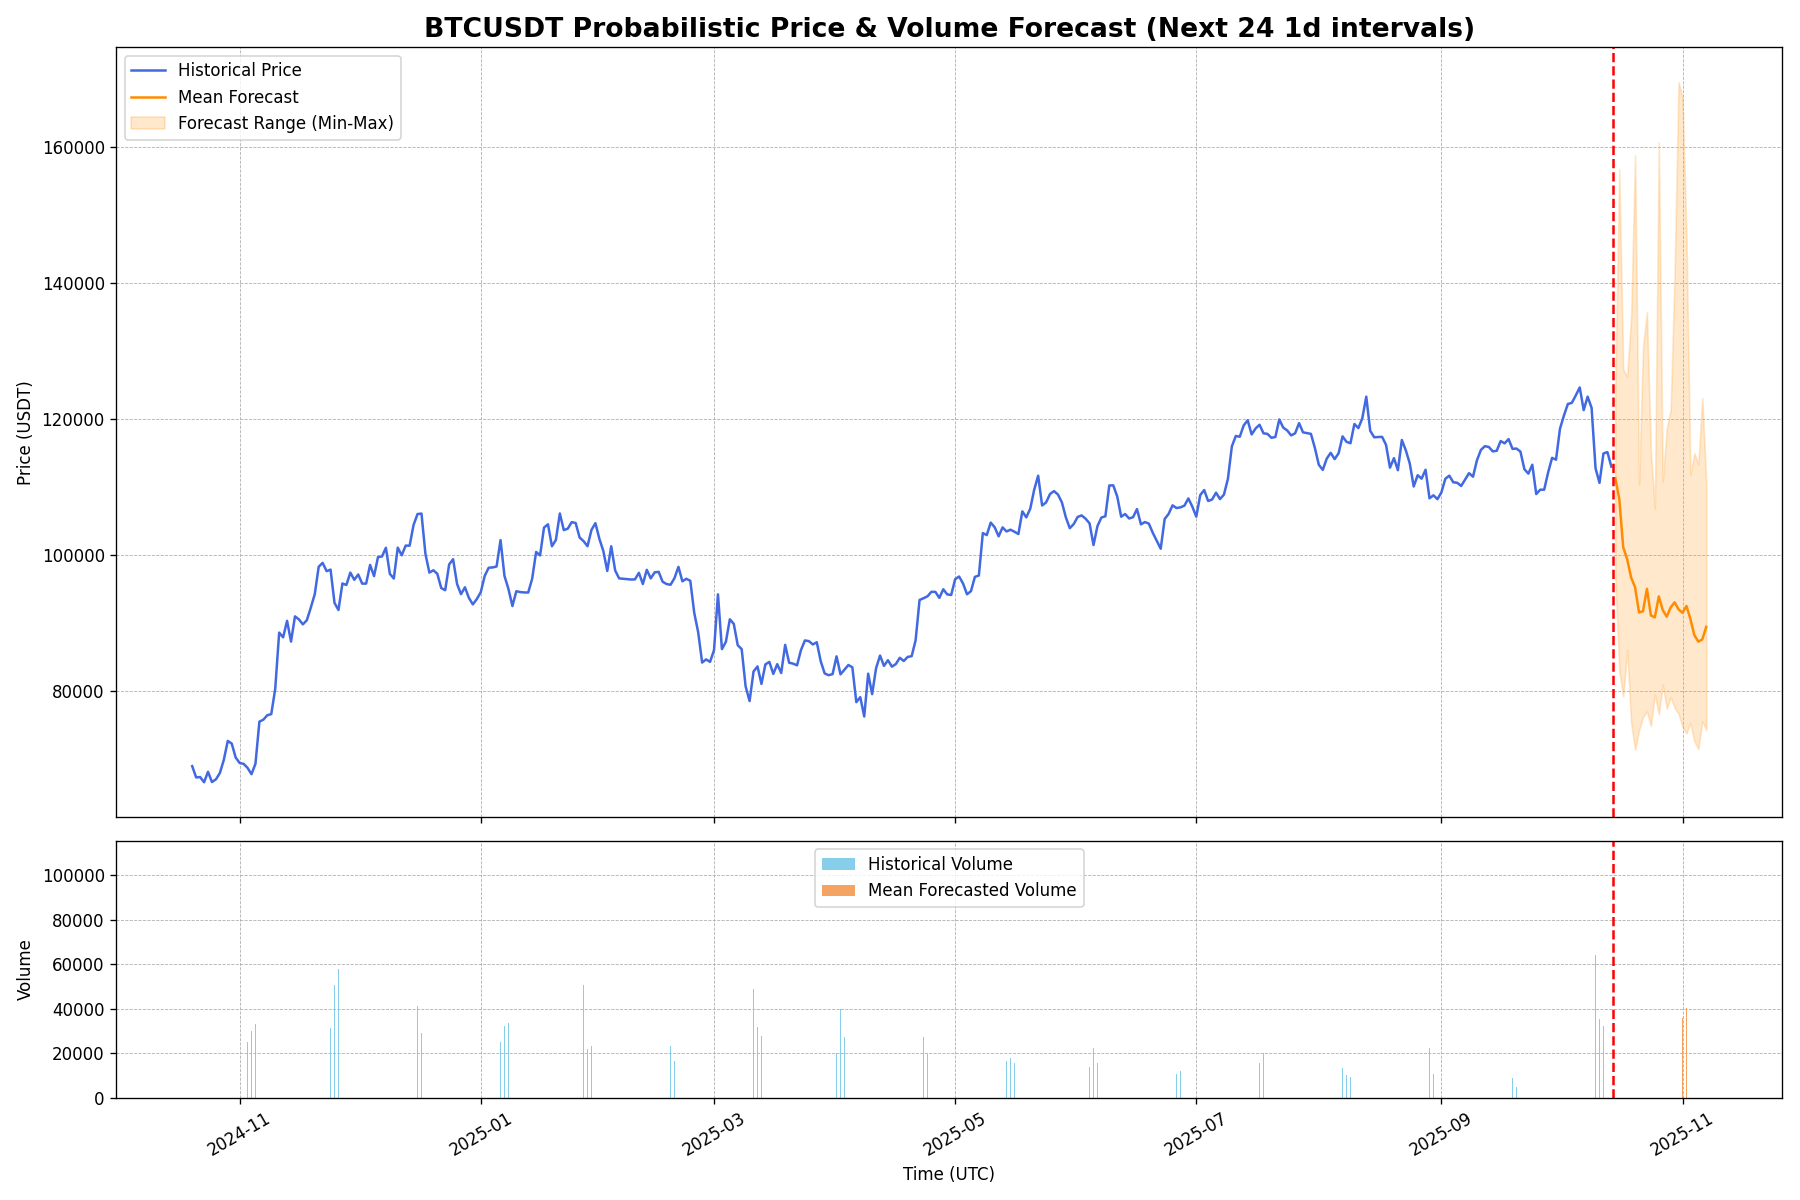 BTCUSDT Probabilistic Price & Volume Forecast (Next 24 1d intervals)
Historical Price
Mean Forecast
Forecast Range (Min-Max)
160000
140000
120000
100000
80000
Price (USDT)
Historical Volume
Mean Forecasted Volume
100000
80000
60000
40000
20000
0
Volume
2024-11
2025-01
2025-03
2025-05
2025-07
2025-09
2025-11
Time (UTC)